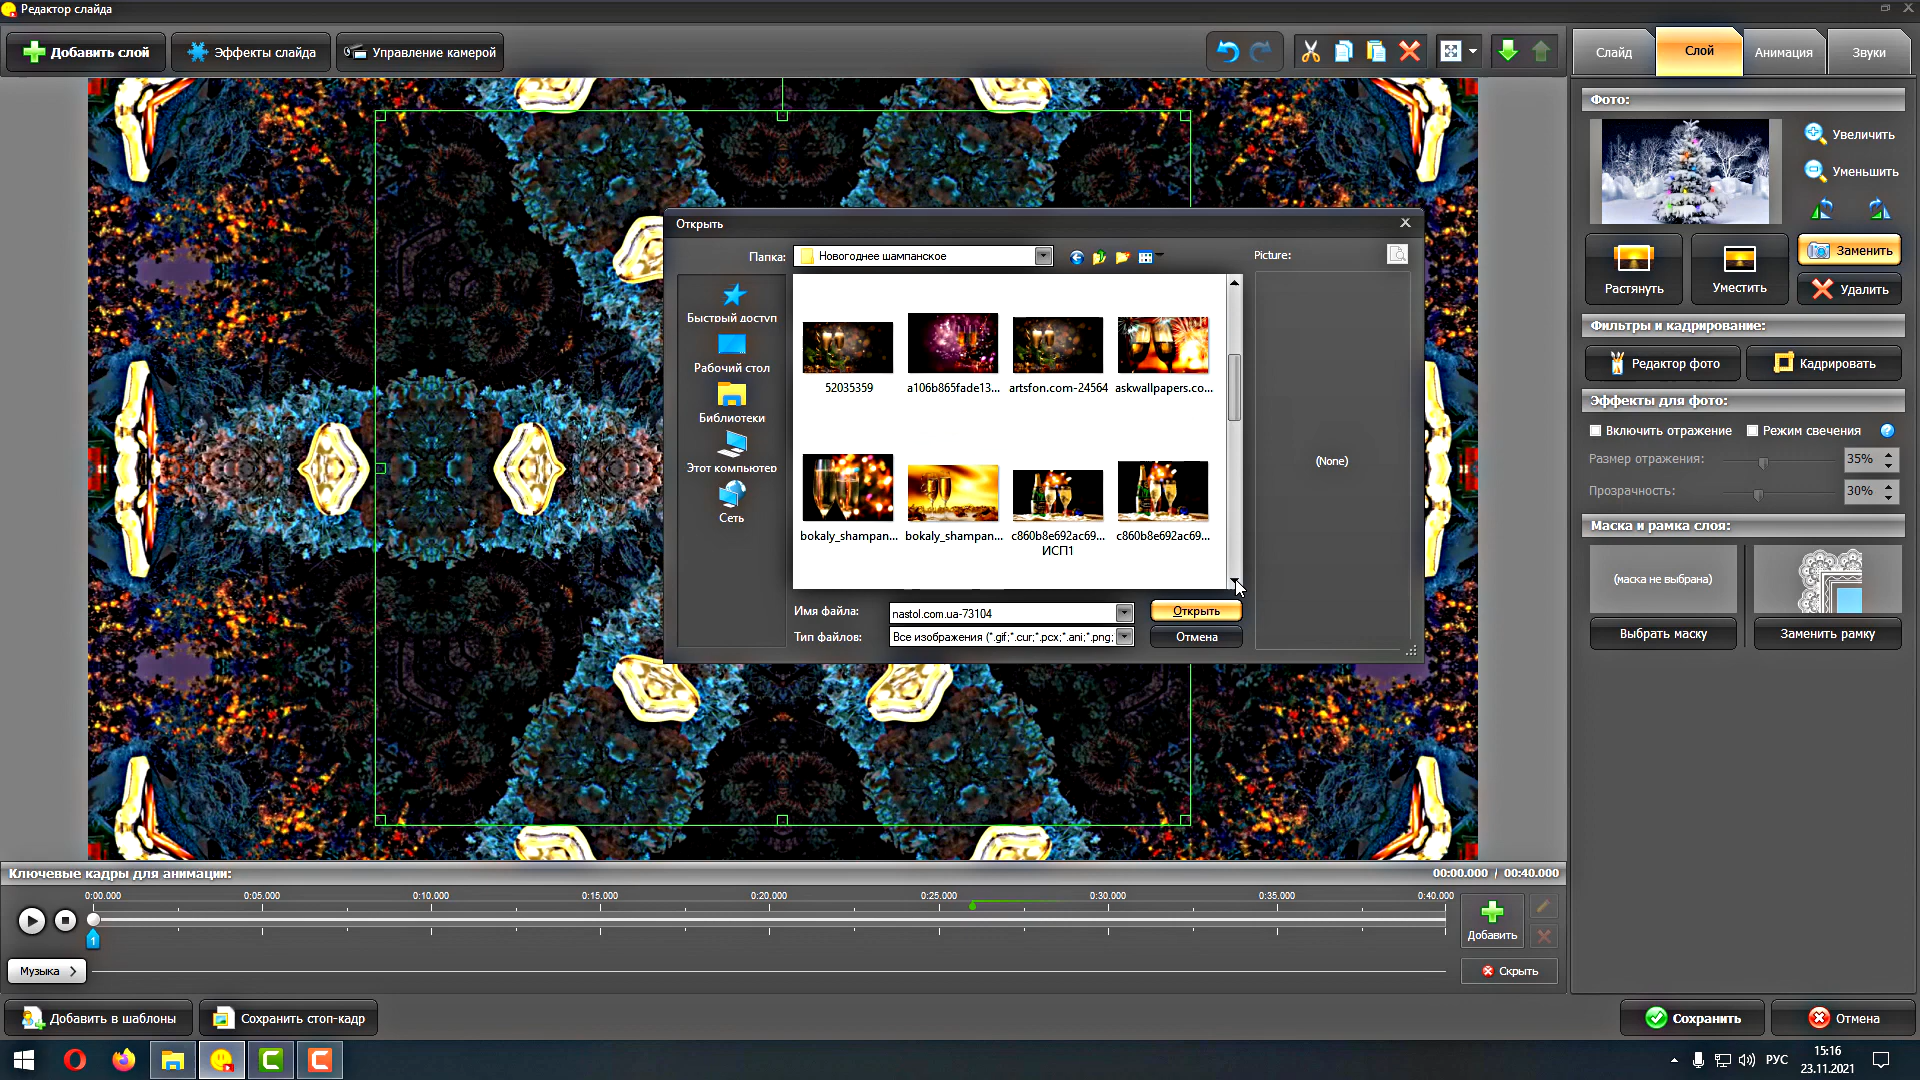 Редактор слайда
Добавить слой
Эффекты слайда
Управление камерой
Слайд
Слой
Анимация
Звуки
Фото:
Увеличить
Уменьшить
Растянуть
Уместить
Заменить
Удалить
Фильтры и кадрирование:
Редактор фото
Кадрировать
Эффекты для фото:
Включить отражение
Режим свечения
Размер отражения:
35%
Прозрачность:
30%
Маска и рамка слоя:
(маска не выбрана)
Выбрать маску
Заменить рамку
Открыть
Папка:
Новогоднее шампанское
Picture:
Быстрый доступ
Рабочий стол
Библиотеки
Этот компьютер
Сеть
52035359
a106b865fade13...
artsfon.com-24564
askwallpapers.co...
bokaly_shampan...
bokaly_shampan...
c860b8e692ac69...
ИСП1
c860b8e692ac69...
(None)
Имя файла:
nastol.com.ua-73104
Открыть
Тип файлов:
Все изображения (*.gif;*.cur;*.pcx;*.ani;*.png;
Отмена
Ключевые кадры для анимации:
00:00.000 / 00:40.000
0:00.000
0:05.000
0:10.000
0:15.000
0:20.000
0:25.000
0:30.000
0:35.000
0:40.000
1
Добавить
Музыка
Скрыть
Добавить в шаблоны
Сохранить стоп-кадр
Сохранить
Отмена
РУС
15:16
23.11.2021